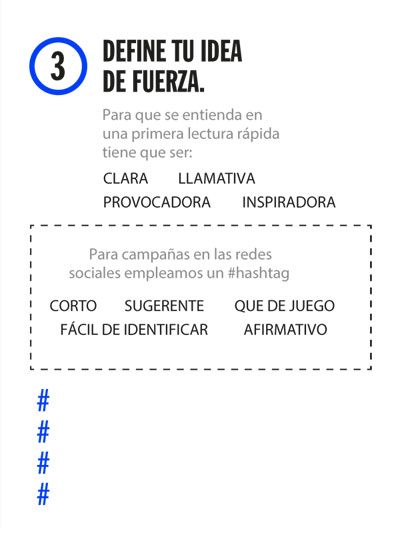 3
DEFINE TU IDEA
DE FUERZA.
Para que se entienda en
una primera lectura rápida
tiene que ser:
CLARA LLAMATIVA
PROVOCADORA INSPIRADORA
Para campañas en las redes
sociales empleamos un #hashtag
CORTO SUGERENTE QUE DE JUEGO
FÁCIL DE IDENTIFICAR AFIRMATIVO
#
#
#
#